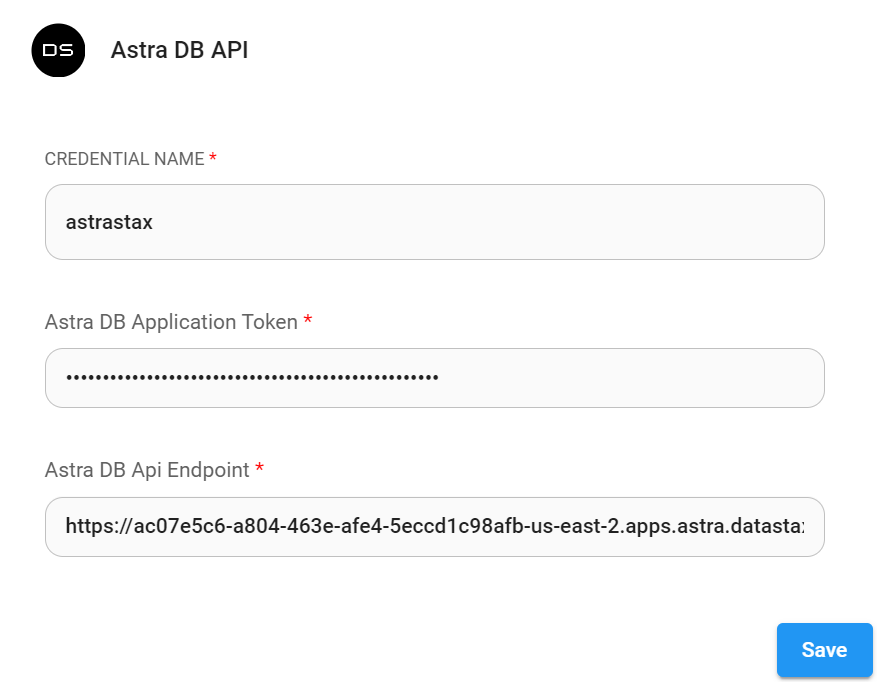 DS
Astra DB API
CREDENTIAL NAME *
astrastax
Astra DB Application Token *
••••••••••••••••••••••••••••••••••••••••••••••••••••
Astra DB Api Endpoint *
https://ac07e5c6-a804-463e-afe4-5eccd1c98afb-us-east-2.apps.astra.datasta
Save